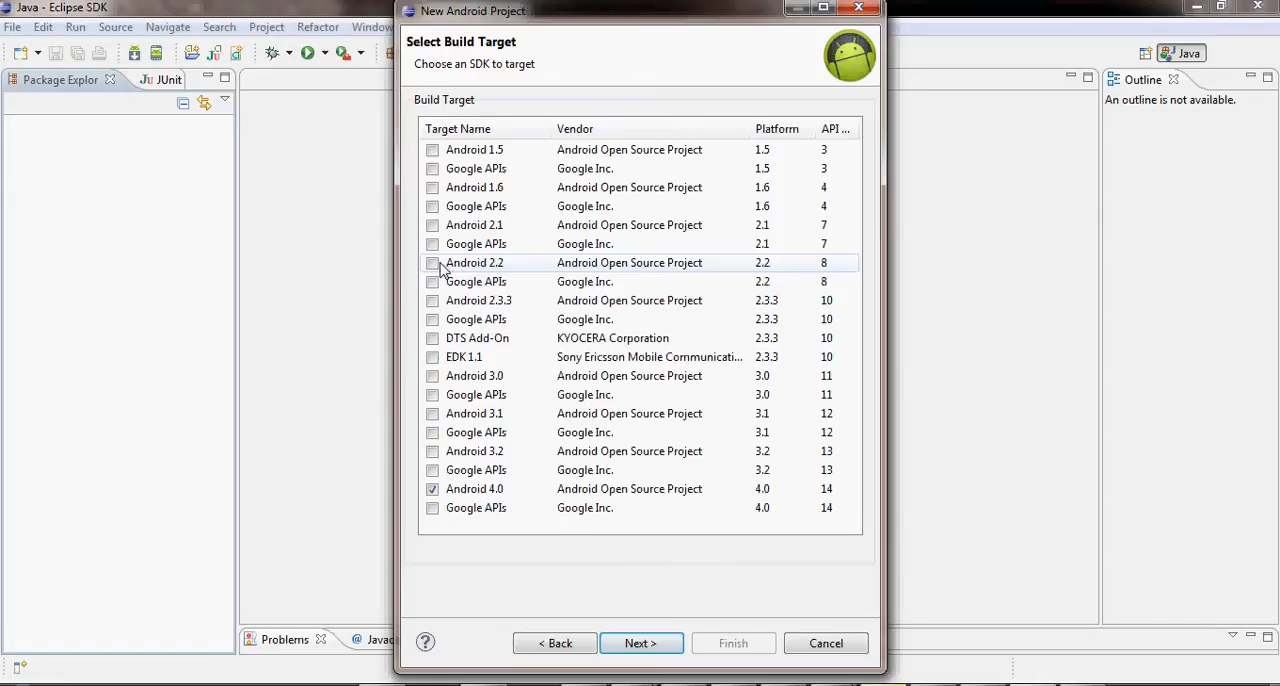 Java - Eclipse SDK
New Android Project
File Edit Run Source Navigate Search Project Refactor Window
Select Build Target
Choose an SDK to target
Java
Package Explor
JUnit
Outline
An outline is not available.
Build Target
Target Name Vendor Platform API ...
Android 1.5 Android Open Source Project 1.5 3
Google APIs Google Inc. 1.5 3
Android 1.6 Android Open Source Project 1.6 4
Google APIs Google Inc. 1.6 4
Android 2.1 Android Open Source Project 2.1 7
Google APIs Google Inc. 2.1 7
Android 2.2 Android Open Source Project 2.2 8
Google APIs Google Inc. 2.2 8
Android 2.3.3 Android Open Source Project 2.3.3 10
Google APIs Google Inc. 2.3.3 10
DTS Add-On KYOCERA Corporation 2.3.3 10
EDK 1.1 Sony Ericsson Mobile Communicati... 2.3.3 10
Android 3.0 Android Open Source Project 3.0 11
Google APIs Google Inc. 3.0 11
Android 3.1 Android Open Source Project 3.1 12
Google APIs Google Inc. 3.1 12
Android 3.2 Android Open Source Project 3.2 13
Google APIs Google Inc. 3.2 13
Android 4.0 Android Open Source Project 4.0 14
Google APIs Google Inc. 4.0 14
Problems @ Javac
? < Back Next > Finish Cancel